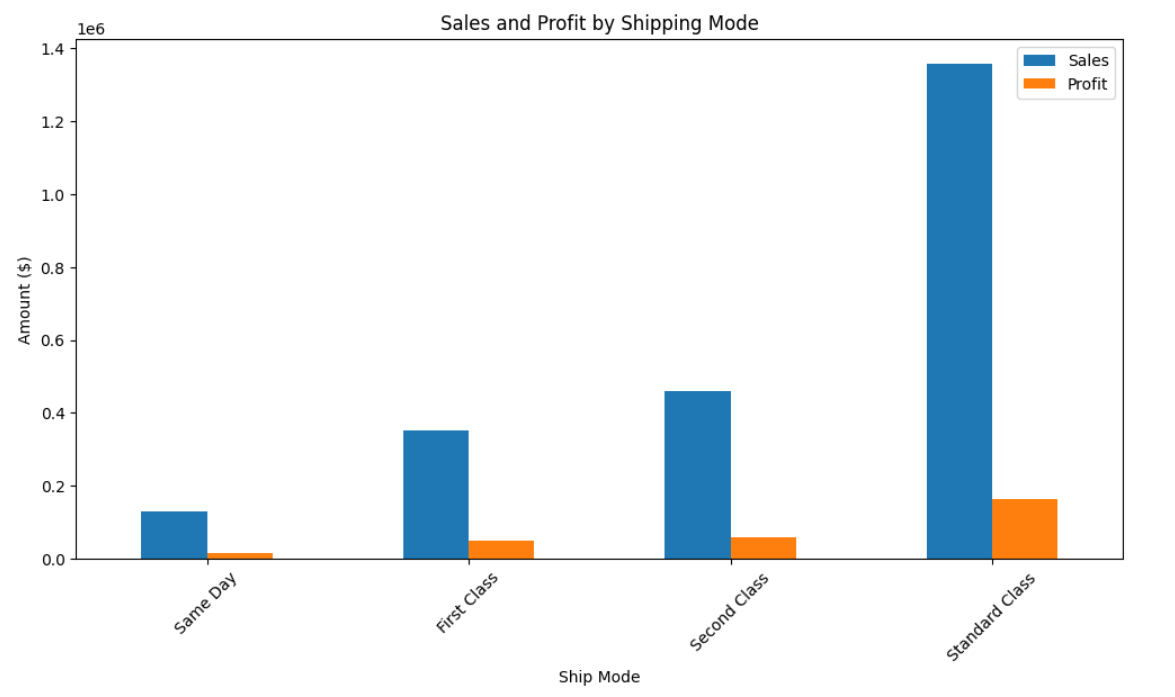 Sales and Profit by Shipping Mode
1e6
Sales
Profit
Amount ($)
1.4
1.2
1.0
0.8
0.6
0.4
0.2
0.0
Same Day
First Class
Second Class
Standard Class
Ship Mode